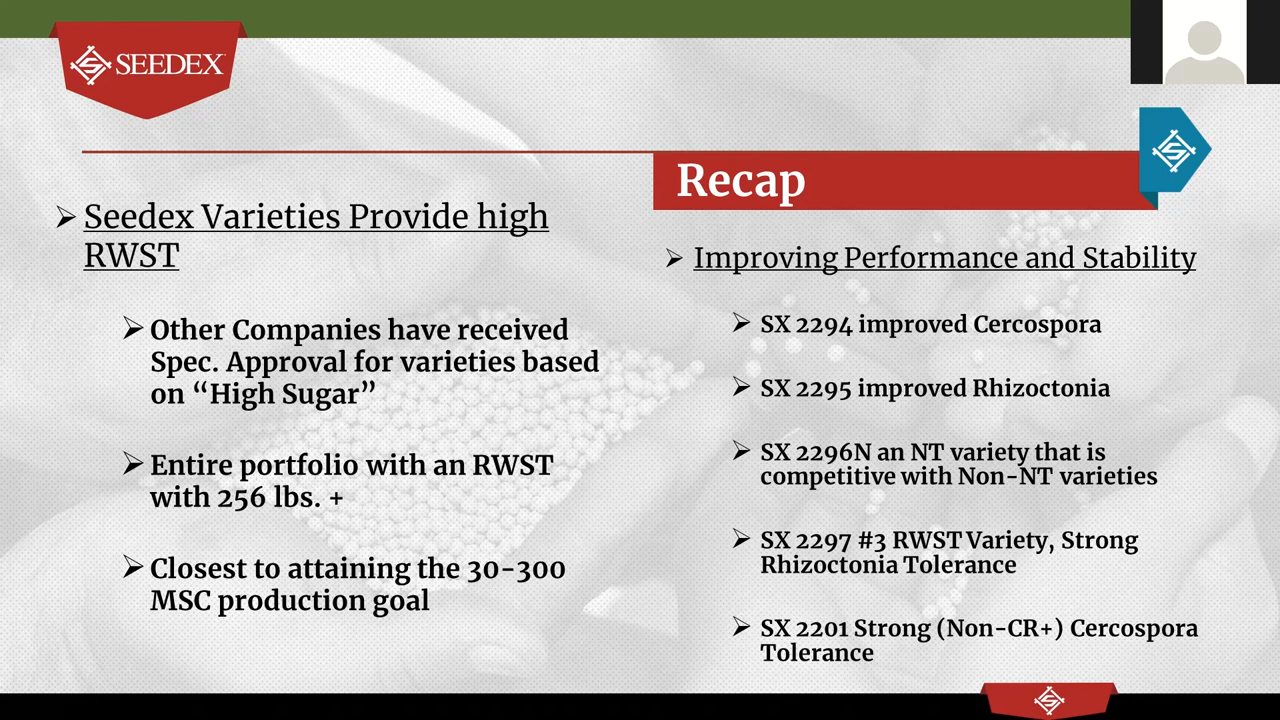 SEEDEX
Recap
Seedex Varieties Provide high
RWST
Other Companies have received
Spec. Approval for varieties based
on “High Sugar”
Entire portfolio with an RWST
with 256 lbs. +
Closest to attaining the 30-300
MSC production goal
Improving Performance and Stability
SX 2294 improved Cercospora
SX 2295 improved Rhizoctonia
SX 2296N an NT variety that is
competitive with Non-NT varieties
SX 2297 #3 RWST Variety, Strong
Rhizoctonia Tolerance
SX 2201 Strong (Non-CR+) Cercospora
Tolerance